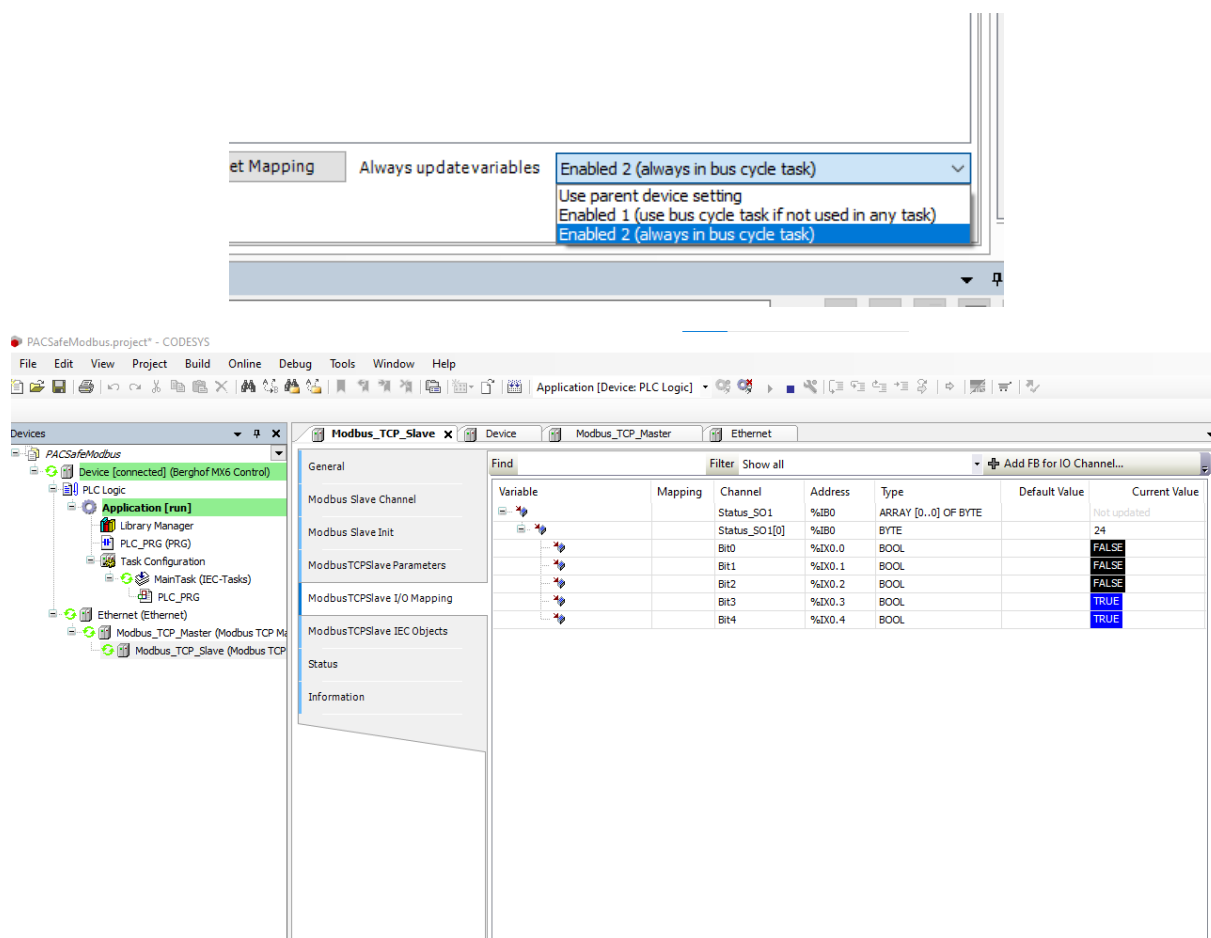 et Mapping Always update variables Enabled 2 (always in bus cycle task)
Use parent device setting
Enabled 1 (use bus cycle task if not used in any task)
Enabled 2 (always in bus cycle task)
PACSafeModbus.project* - CODESYS
File Edit View Project Build Online Debug Tools Window Help
Application [Device: PLC Logic]
Devices
PACSafeModbus
Device [connected] (Berghof MX6 Control)
PLC Logic
Application [run]
Library Manager
PLC_PRG (PRG)
Task Configuration
MainTask (IEC-Tasks)
PLC_PRG
Ethernet (Ethernet)
Modbus_TCP_Master (Modbus TCP Ma
Modbus_TCP_Slave (Modbus TCP
Modbus_TCP_Slave Device Modbus_TCP_Master Ethernet
General
Modbus Slave Channel
Modbus Slave Init
ModbusTCPSlave Parameters
ModbusTCPSlave I/O Mapping
ModbusTCPSlave IEC Objects
Status
Information
Find Filter Show all Add FB for IO Channel...
Variable Mapping Channel Address Type Default Value Current Value
Status_SO1 %IB0 ARRAY [0..0] OF BYTE Not updated
Status_SO1[0] %IB0 BYTE 24
Bit0 %IX0.0 BOOL FALSE
Bit1 %IX0.1 BOOL FALSE
Bit2 %IX0.2 BOOL FALSE
Bit3 %IX0.3 BOOL TRUE
Bit4 %IX0.4 BOOL TRUE